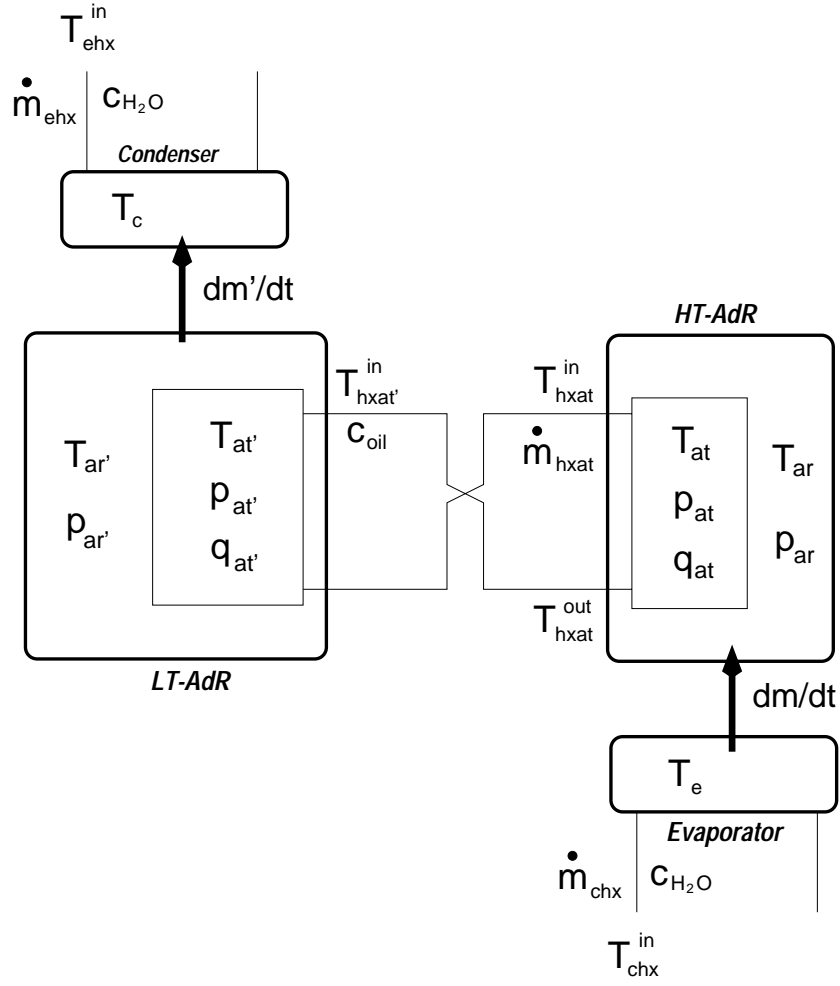 T_ehx^in
ṁ_ehx
c_H₂O
Condenser
T_c
dm'/dt
HT-AdR
T_hxat'^in
T_hxat^in
c_oil
ṁ_hxat
T_ar'
p_ar'
T_at'
p_at'
q_at'
T_at
p_at
q_at
T_ar
p_ar
T_hxat^out
LT-AdR
dm/dt
T_e
Evaporator
ṁ_chx
c_H₂O
T_chx^in